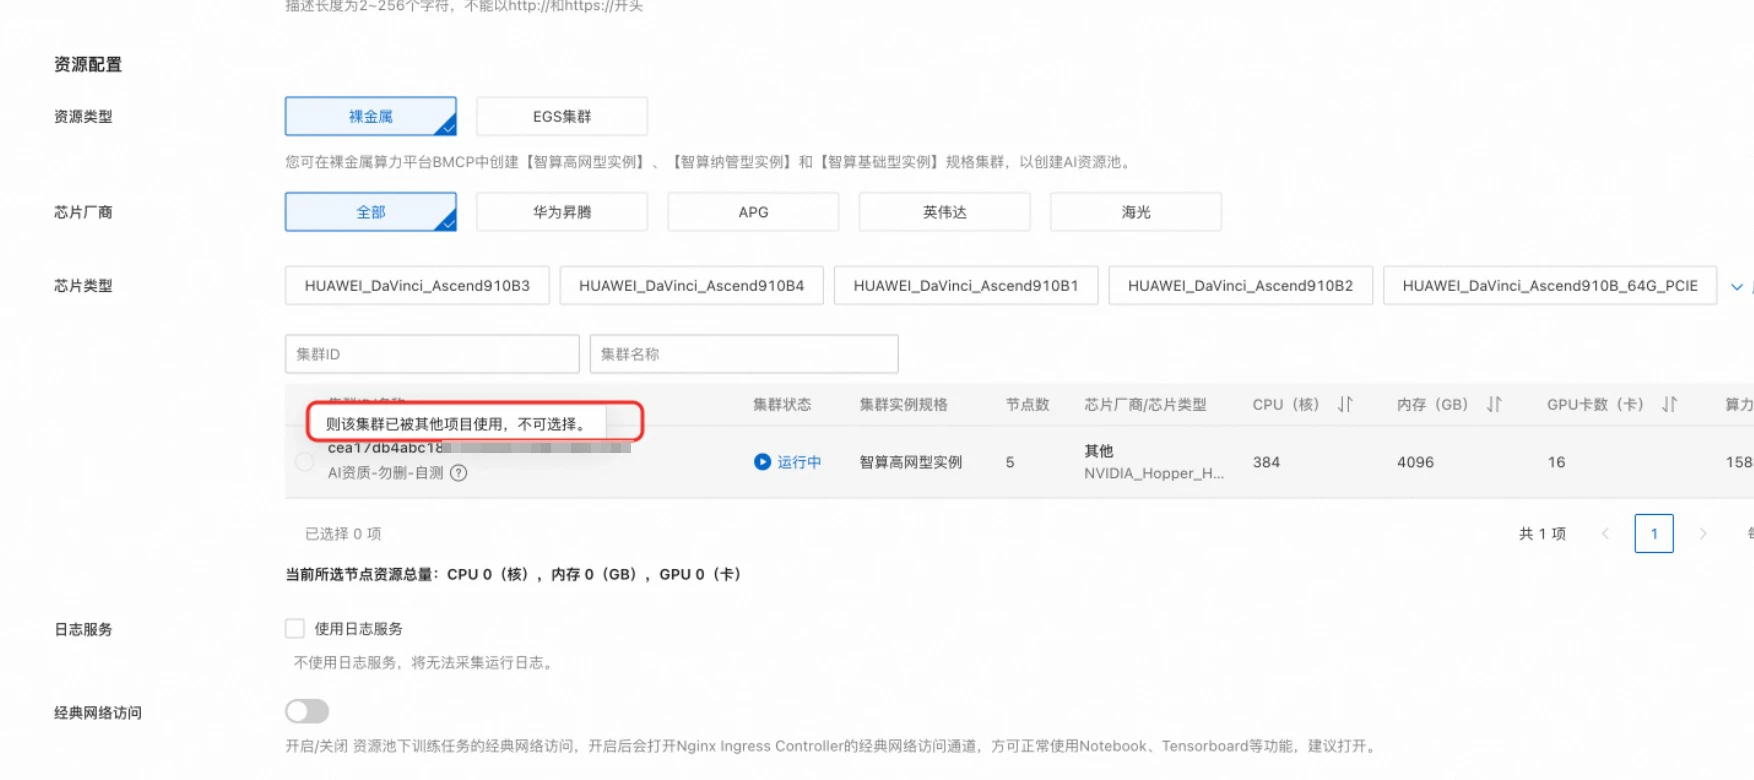 描述长度为2~256个字符，不能以http://和https://开头
资源配置
资源类型
裸金属
EGS集群
您可在裸金属算力平台BMCP中创建【智算高网型实例】、【智算纳管型实例】和【智算基础型实例】规格集群，以创建AI资源池。
芯片厂商
全部
华为昇腾
APG
英伟达
海光
芯片类型
HUAWEI_DaVinci_Ascend910B3
HUAWEI_DaVinci_Ascend910B4
HUAWEI_DaVinci_Ascend910B1
HUAWEI_DaVinci_Ascend910B2
HUAWEI_DaVinci_Ascend910B_64G_PCIE
集群ID
集群名称
集群状态
集群实例规格
节点数
芯片厂商/芯片类型
CPU（核）
内存（GB）
GPU卡数（卡）
算力
则该集群已被其他项目使用，不可选择。
cea17db4abc18
AI资质-勿删-自测
运行中
智算高网型实例
5
其他
NVIDIA_Hopper_H...
384
4096
16
158
已选择 0 项
共 1 项
1
当前所选节点资源总量：CPU 0（核），内存 0（GB），GPU 0（卡）
日志服务
使用日志服务
不使用日志服务，将无法采集运行日志。
经典网络访问
开启/关闭 资源池下训练任务的经典网络访问，开启后会打开Nginx Ingress Controller的经典网络访问通道，方可正常使用Notebook、Tensorboard等功能，建议打开。